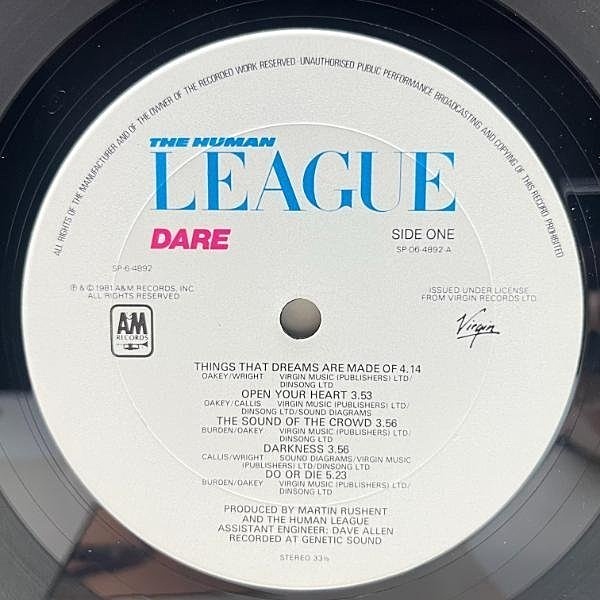 ALL RIGHTS OF THE MANUFACTURER AND OF THE OWNER OF THE RECORDED WORK RESERVED · UNAUTHORISED PUBLIC PERFORMANCE BROADCASTING AND COPYING OF THIS RECORD PROHIBITED
THE HUMAN
LEAGUE
DARE
SIDE ONE
SP 06-4892-A
SP-6-4892
℗ & © 1981 A&M RECORDS, INC.
ALL RIGHTS RESERVED
ISSUED UNDER LICENSE
FROM VIRGIN RECORDS LTD.
A&M
RECORDS
Virgin
THINGS THAT DREAMS ARE MADE OF 4.14
OAKEY/WRIGHT VIRGIN MUSIC (PUBLISHERS) LTD/
DINSONG LTD
OPEN YOUR HEART 3.53
OAKEY/CALLIS VIRGIN MUSIC (PUBLISHERS) LTD/
DINSONG LTD/SOUND DIAGRAMS
THE SOUND OF THE CROWD 3.56
BURDEN/OAKEY VIRGIN MUSIC (PUBLISHERS) LTD/
DINSONG LTD
DARKNESS 3.56
CALLIS/WRIGHT SOUND DIAGRAMS/VIRGIN MUSIC
(PUBLISHERS) LTD/DINSONG LTD
DO OR DIE 5.23
BURDEN/OAKEY VIRGIN MUSIC (PUBLISHERS) LTD/
DINSONG LTD
PRODUCED BY MARTIN RUSHENT
AND THE HUMAN LEAGUE
ASSISTANT ENGINEER: DAVE ALLEN
RECORDED AT GENETIC SOUND
STEREO 33⅓